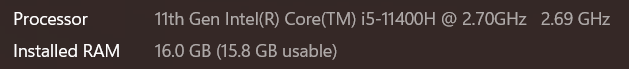 Processor 11th Gen Intel(R) Core(TM) i5-11400H @ 2.70GHz 2.69 GHz
Installed RAM 16.0 GB (15.8 GB usable)